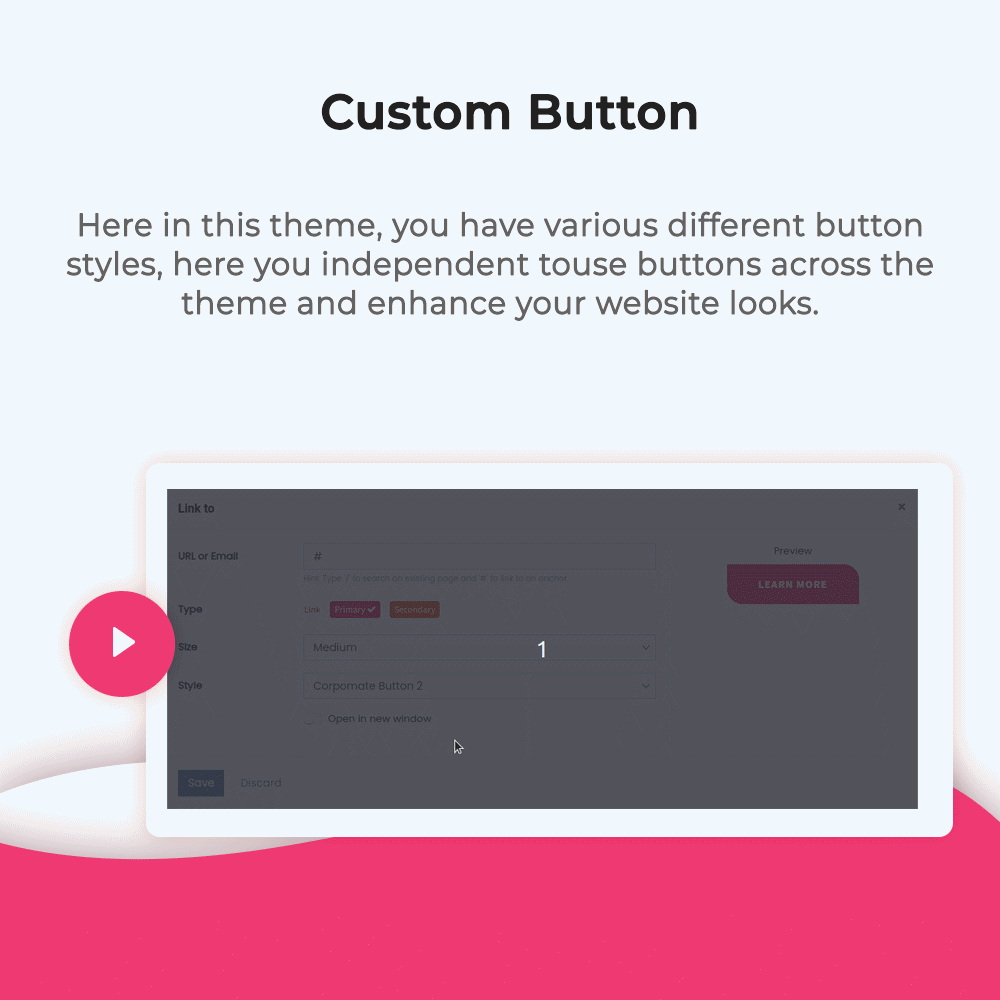 Custom Button
Here in this theme, you have various different button
styles, here you independent touse buttons across the
theme and enhance your website looks.
Link to
×
URL or Email
#
Preview
Hint: Type '/' to search an existing page and '#' to link to an anchor.
LEARN MORE
Type
Link
Primary
Secondary
Size
Medium
1
Style
Corpomate Button 2
Open in new window
Save
Discard